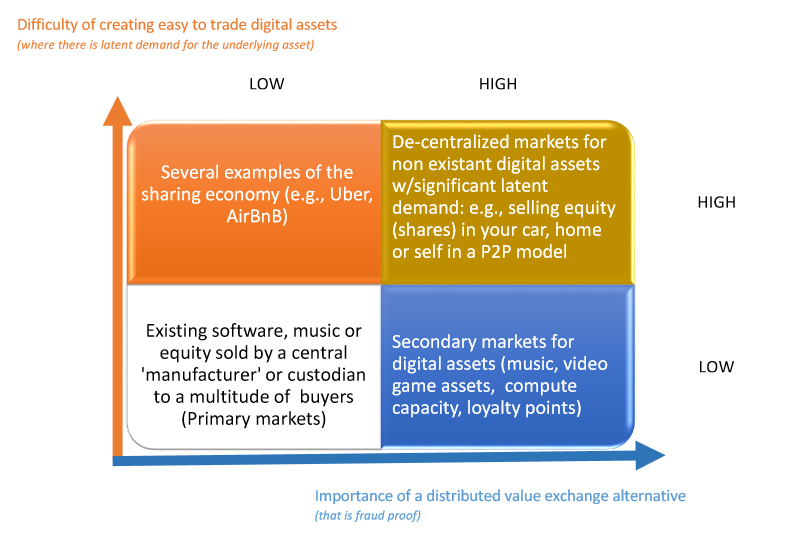 Difficulty of creating easy to trade digital assets
(where there is latent demand for the underlying asset)
LOW
HIGH
Several examples of the
sharing economy (e.g., Uber,
AirBnB)
De-centralized markets for
non existant digital assets
w/significant latent
demand: e.g., selling equity
(shares) in your car, home
or self in a P2P model
HIGH
Existing software, music or
equity sold by a central
'manufacturer' or custodian
to a multitude of  buyers
(Primary markets)
Secondary markets for
digital assets (music, video
game assets,  compute
capacity, loyalty points)
LOW
Importance of a distributed value exchange alternative
(that is fraud proof)